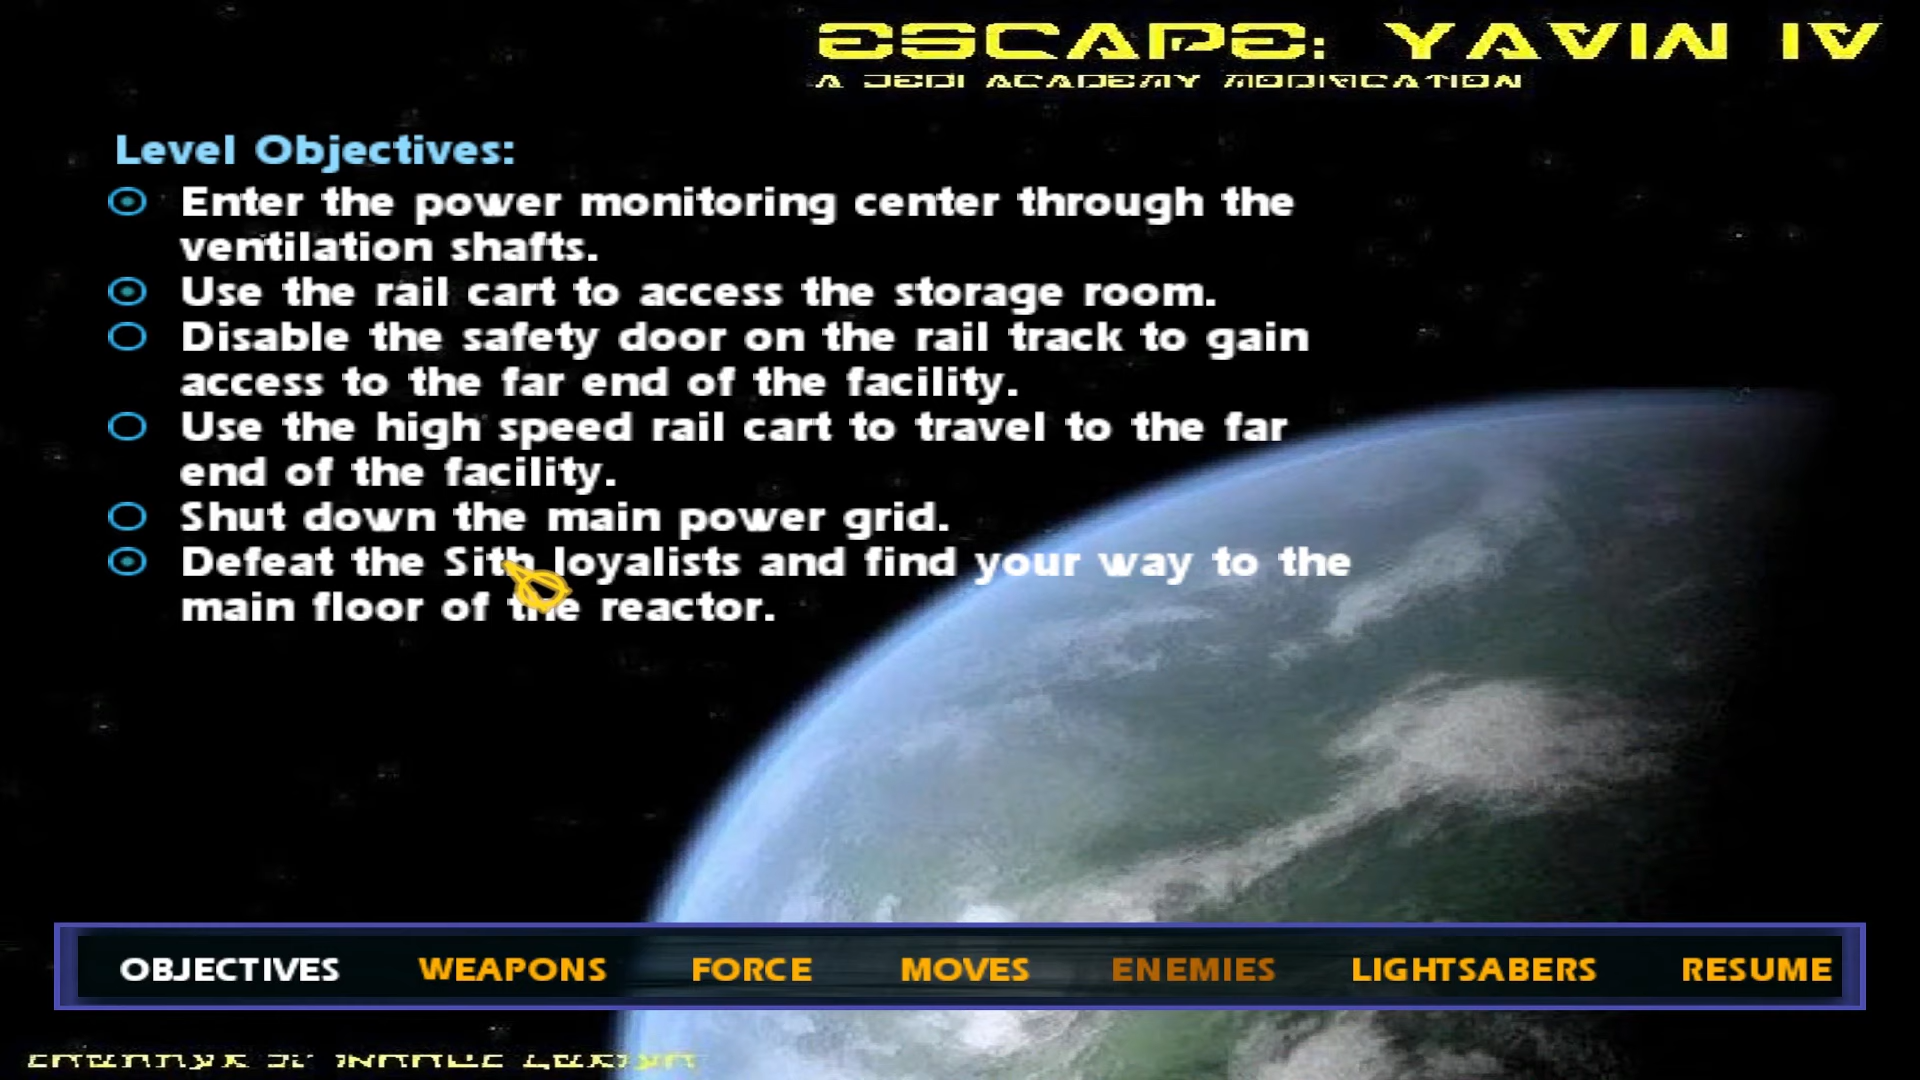 ESCAPE: YAVIN IV
A JEDI ACADEMY MODIFICATION
Level Objectives:
Enter the power monitoring center through the
ventilation shafts.
Use the rail cart to access the storage room.
Disable the safety door on the rail track to gain
access to the far end of the facility.
Use the high speed rail cart to travel to the far
end of the facility.
Shut down the main power grid.
Defeat the Sith loyalists and find your way to the
main floor of the reactor.
OBJECTIVES WEAPONS FORCE MOVES ENEMIES LIGHTSABERS RESUME